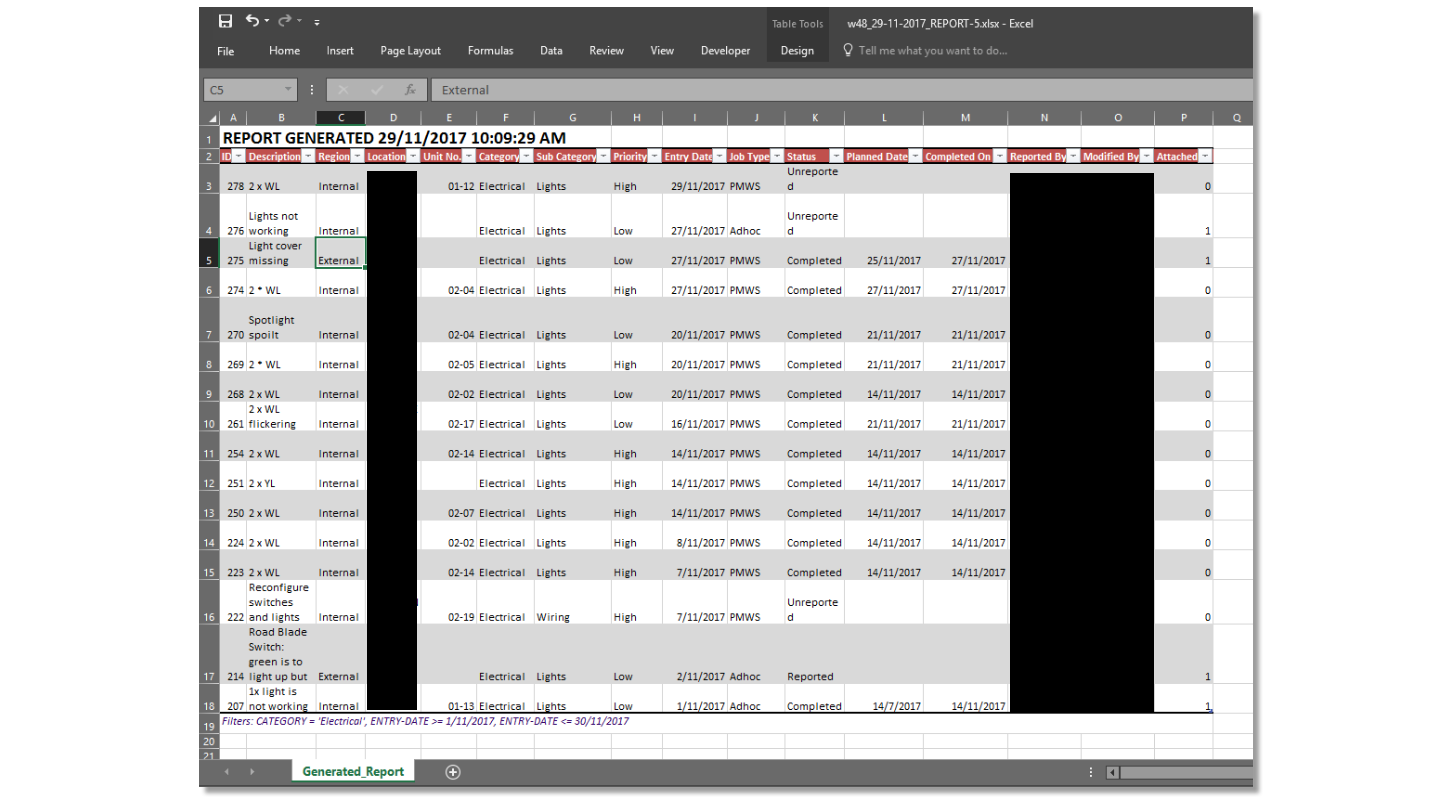 Table Tools w48_29-11-2017_REPORT-5.xlsx - Excel
File Home Insert Page Layout Formulas Data Review View Developer Design Tell me what you want to do...
C5 fx External
A B C D E F G H I J K L M N O P Q
1 REPORT GENERATED 29/11/2017 10:09:29 AM
2 ID Description Region Location Unit No. Category Sub Category Priority Entry Date Job Type Status Planned Date Completed On Reported By Modified By Attached
Unreporte
3 278 2 x WL Internal 01-12 Electrical Lights High 29/11/2017 PMWS d 0
Lights not Unreporte
4 276 working Internal Electrical Lights Low 27/11/2017 Adhoc d 1
Light cover
5 275 missing External Electrical Lights Low 27/11/2017 PMWS Completed 25/11/2017 27/11/2017 1
6 274 2 * WL Internal 02-04 Electrical Lights High 27/11/2017 PMWS Completed 27/11/2017 27/11/2017 0
Spotlight
7 270 spoilt Internal 02-04 Electrical Lights Low 20/11/2017 PMWS Completed 21/11/2017 21/11/2017 0
8 269 2 * WL Internal 02-05 Electrical Lights High 20/11/2017 PMWS Completed 21/11/2017 21/11/2017 0
9 268 2 x WL Internal 02-02 Electrical Lights Low 20/11/2017 PMWS Completed 14/11/2017 14/11/2017 0
2 x WL
10 261 flickering Internal 02-17 Electrical Lights Low 16/11/2017 PMWS Completed 21/11/2017 21/11/2017 0
11 254 2 x WL Internal 02-14 Electrical Lights High 14/11/2017 PMWS Completed 14/11/2017 14/11/2017 0
12 251 2 x YL Internal Electrical Lights High 14/11/2017 PMWS Completed 14/11/2017 14/11/2017 0
13 250 2 x WL Internal 02-07 Electrical Lights High 14/11/2017 PMWS Completed 14/11/2017 14/11/2017 0
14 224 2 x WL Internal 02-02 Electrical Lights High 8/11/2017 PMWS Completed 14/11/2017 14/11/2017 0
15 223 2 x WL Internal 02-14 Electrical Lights High 7/11/2017 PMWS Completed 14/11/2017 14/11/2017 0
Reconfigure
switches Unreporte
16 222 and lights Internal 02-19 Electrical Wiring High 7/11/2017 PMWS d 0
Road Blade
Switch:
green is to
17 214 light up but External Electrical Lights Low 2/11/2017 Adhoc Reported 1
1x light is
18 207 not working Internal 01-13 Electrical Lights Low 1/11/2017 Adhoc Completed 14/7/2017 14/11/2017 1
19 Filters: CATEGORY = 'Electrical', ENTRY-DATE >= 1/11/2017, ENTRY-DATE <= 30/11/2017
20
21
Generated_Report